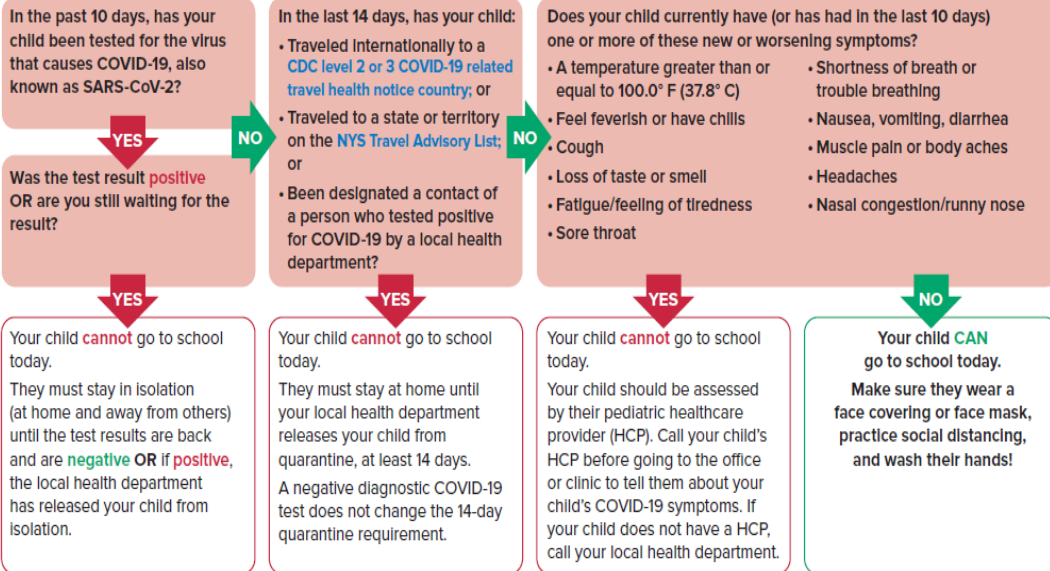 In the past 10 days, has your
child been tested for the virus
that causes COVID-19, also
known as SARS-CoV-2?
YES
Was the test result positive
OR are you still waiting for the
result?
YES
Your child cannot go to school
today.
They must stay in isolation
(at home and away from others)
until the test results are back
and are negative OR if positive,
the local health department
has released your child from
isolation.
NO
In the last 14 days, has your child:
• Traveled internationally to a
CDC level 2 or 3 COVID-19 related
travel health notice country; or
• Traveled to a state or territory
on the NYS Travel Advisory List;
or
• Been designated a contact of
a person who tested positive
for COVID-19 by a local health
department?
YES
Your child cannot go to school
today.
They must stay at home until
your local health department
releases your child from
quarantine, at least 14 days.
A negative diagnostic COVID-19
test does not change the 14-day
quarantine requirement.
NO
Does your child currently have (or has had in the last 10 days)
one or more of these new or worsening symptoms?
• A temperature greater than or
equal to 100.0° F (37.8° C)
• Feel feverish or have chills
• Cough
• Loss of taste or smell
• Fatigue/feeling of tiredness
• Sore throat
• Shortness of breath or
trouble breathing
• Nausea, vomiting, diarrhea
• Muscle pain or body aches
• Headaches
• Nasal congestion/runny nose
YES
Your child cannot go to school
today.
Your child should be assessed
by their pediatric healthcare
provider (HCP). Call your child's
HCP before going to the office
or clinic to tell them about your
child's COVID-19 symptoms. If
your child does not have a HCP,
call your local health department.
NO
Your child CAN
go to school today.
Make sure they wear a
face covering or face mask,
practice social distancing,
and wash their hands!